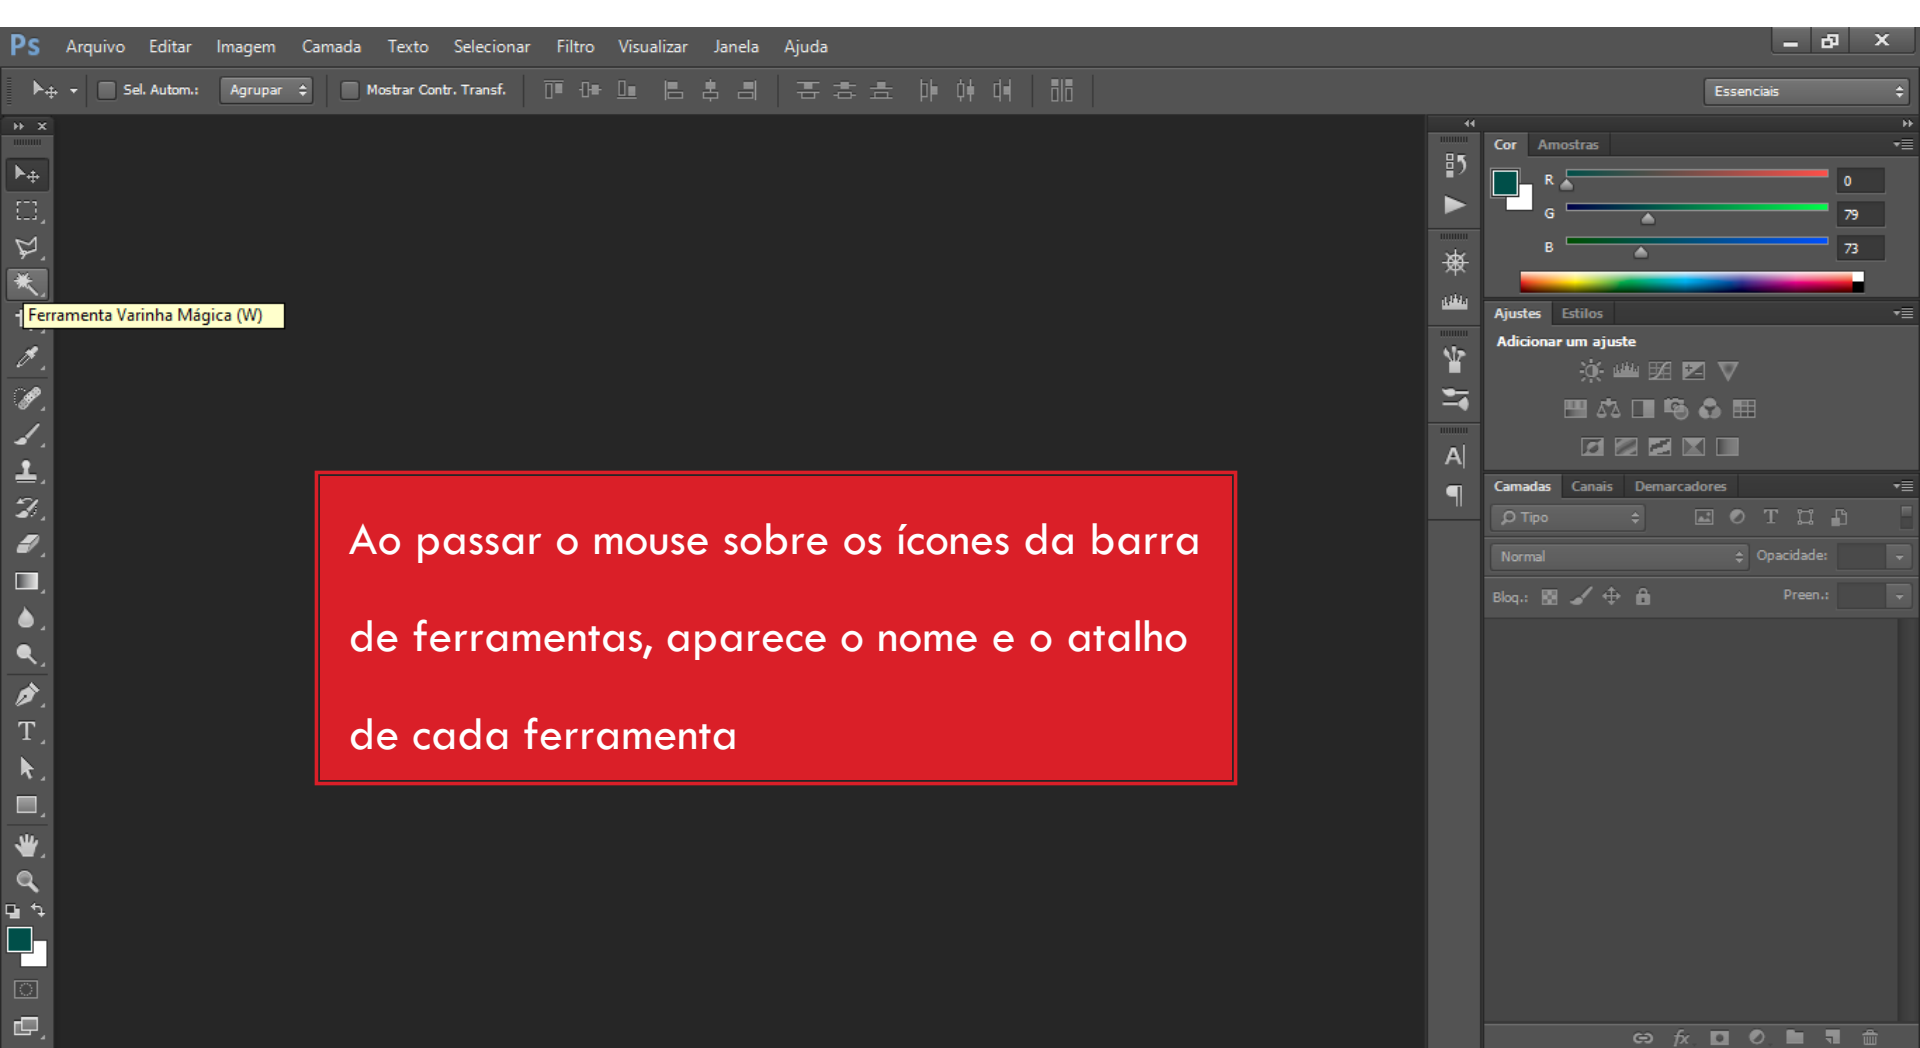 Ps Arquivo Editar Imagem Camada Texto Selecionar Filtro Visualizar Janela Ajuda
Sel. Autom.: Agrupar Mostrar Contr. Transf. Essenciais
Cor Amostras
R 0
G 79
B 73
Ferramenta Varinha Mágica (W)
Ajustes Estilos
Adicionar um ajuste
Camadas Canais Demarcadores
Tipo
Normal Opacidade:
Bloq.: Preen.:
Ao passar o mouse sobre os ícones da barra
de ferramentas, aparece o nome e o atalho
de cada ferramenta